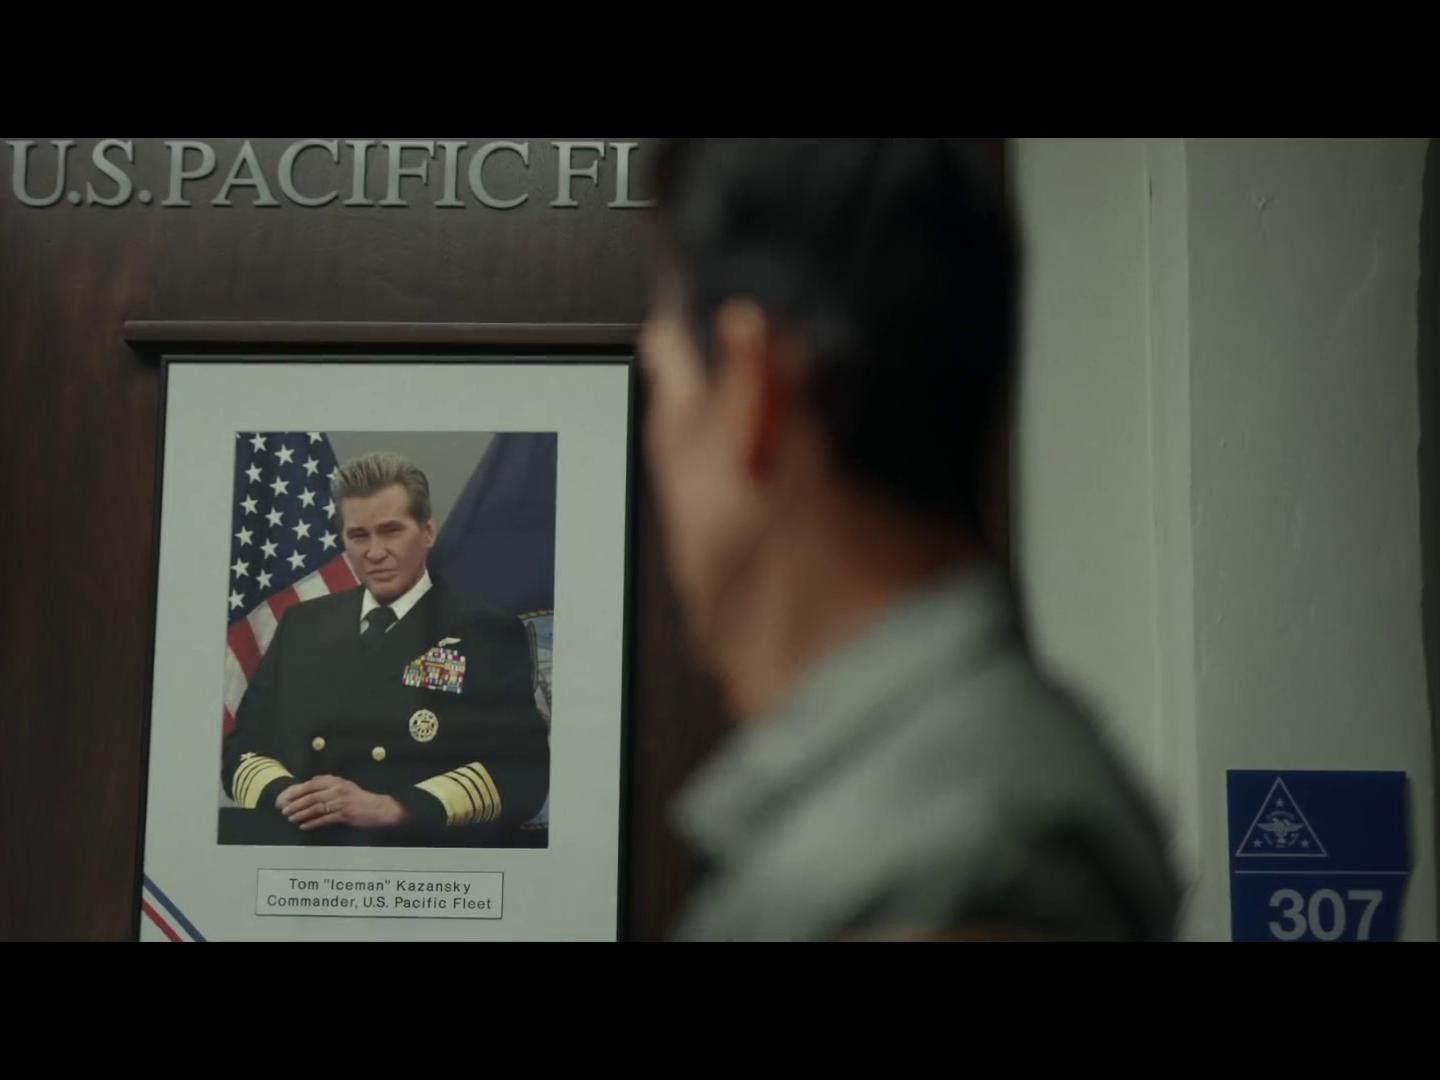 U.S. PACIFIC FL
Tom "Iceman" Kazansky
Commander, U.S. Pacific Fleet
307